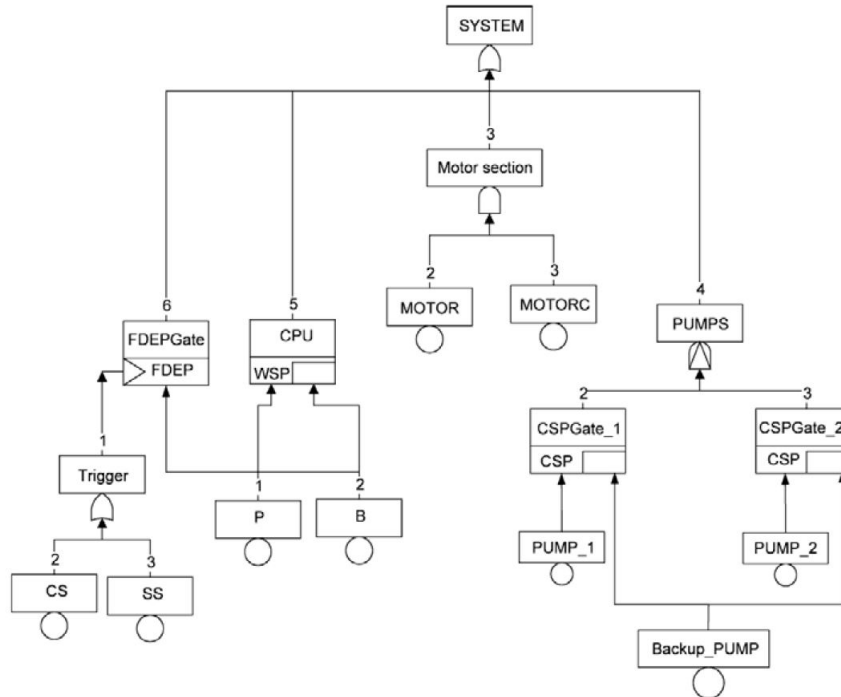 SYSTEM
3
Motor section
2
3
MOTOR
MOTORC
6
5
4
FDEPGate
CPU
PUMPS
FDEP
WSP
2
3
CSPGate_1
CSPGate_2
CSP
CSP
1
Trigger
1
2
P
B
PUMP_1
PUMP_2
2
3
CS
SS
Backup_PUMP